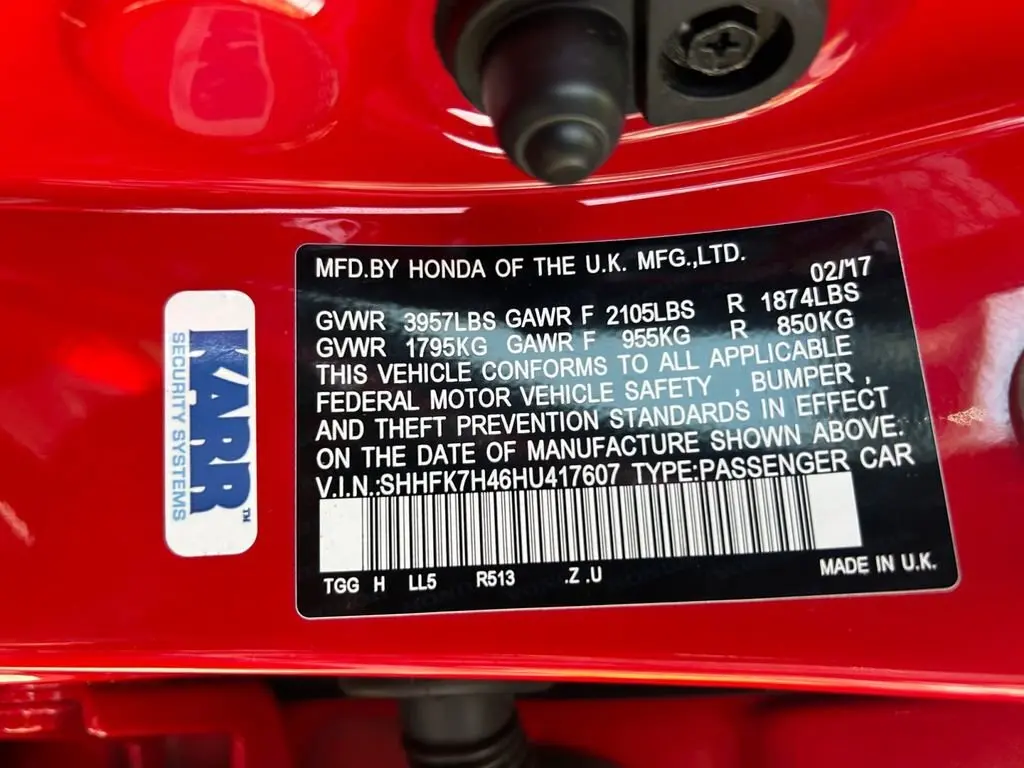 MFD.BY HONDA OF THE U.K. MFG.,LTD.
02/17
GVWR 3957LBS GAWR F 2105LBS R 1874LBS
GVWR 1795KG GAWR F 955KG R 850KG
THIS VEHICLE CONFORMS TO ALL APPLICABLE
FEDERAL MOTOR VEHICLE SAFETY , BUMPER ,
AND THEFT PREVENTION STANDARDS IN EFFECT
ON THE DATE OF MANUFACTURE SHOWN ABOVE.
V.I.N.:SHHFK7H46HU417607 TYPE:PASSENGER CAR
TGG H LL5 R513 .Z .U MADE IN U.K.
KARR™
SECURITY SYSTEMS